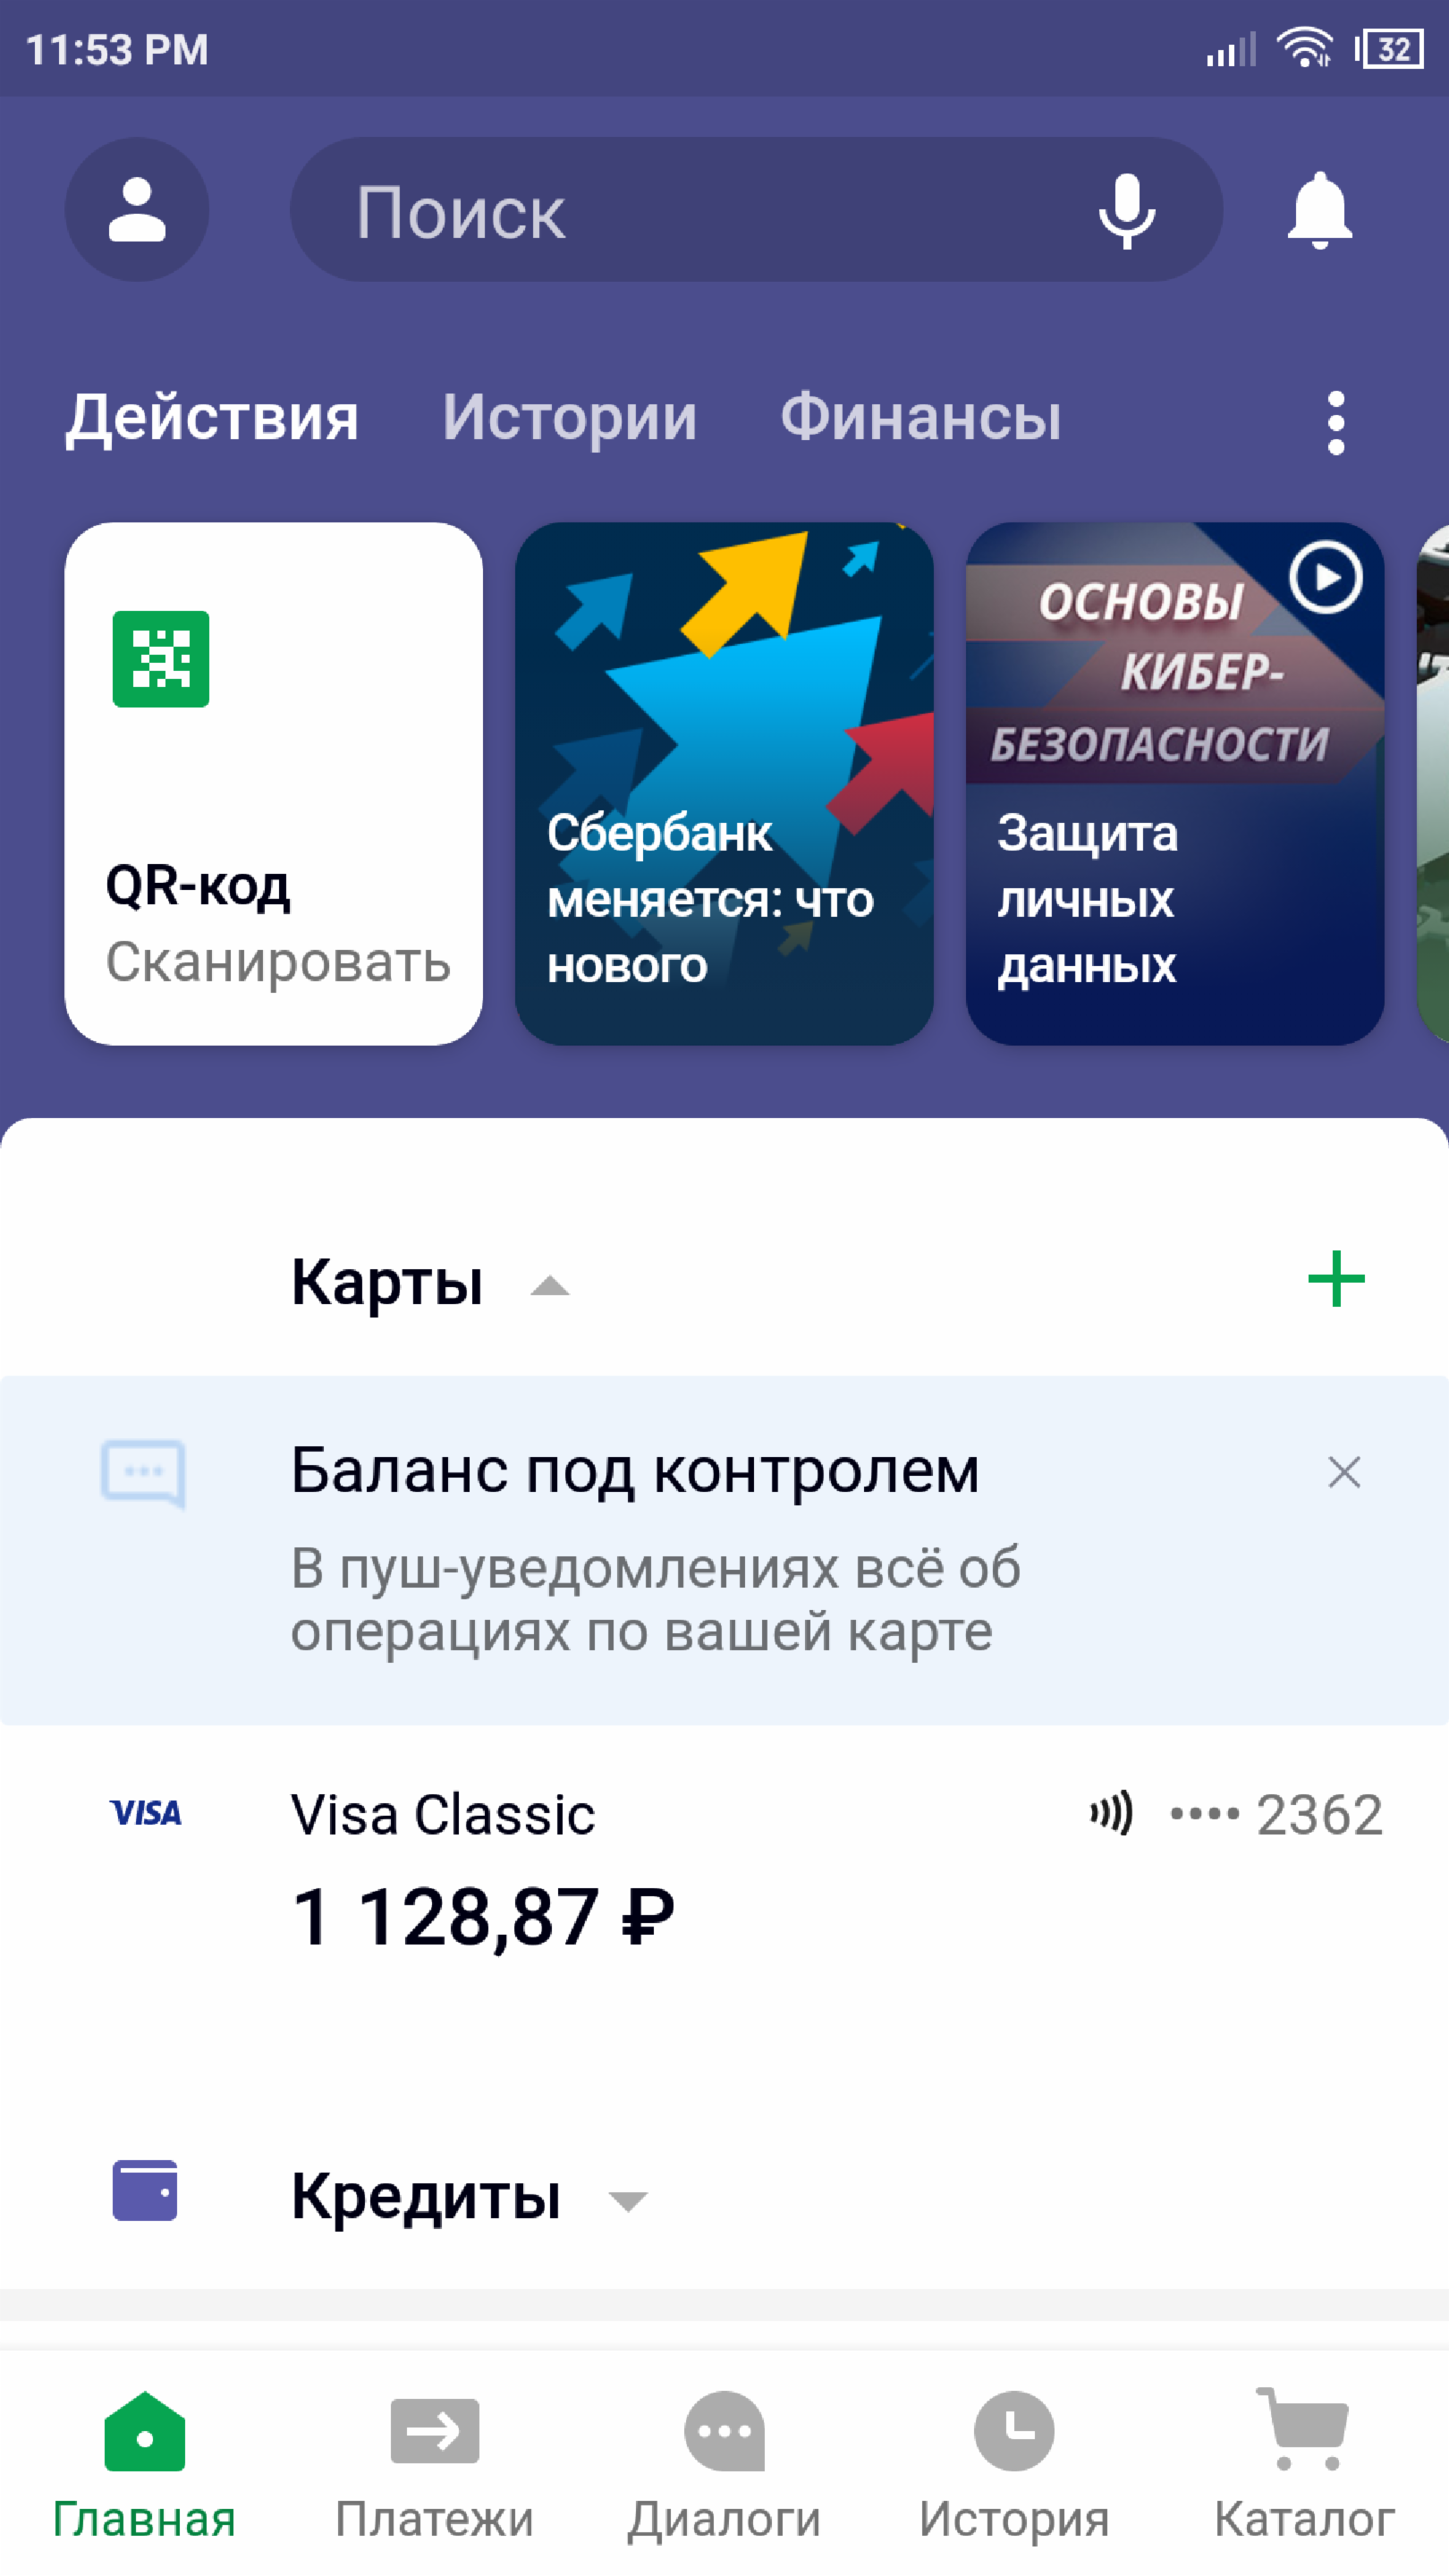 11:53 PM
32
Поиск
Действия Истории Финансы
QR-код
Сканировать
Сбербанк
меняется: что
нового
ОСНОВЫ
КИБЕР-
БЕЗОПАСНОСТИ
Защита
личных
данных
Карты
Баланс под контролем
В пуш-уведомлениях всё об
операциях по вашей карте
VISA Visa Classic •••• 2362
1 128,87 ₽
Кредиты
Главная Платежи Диалоги История Каталог